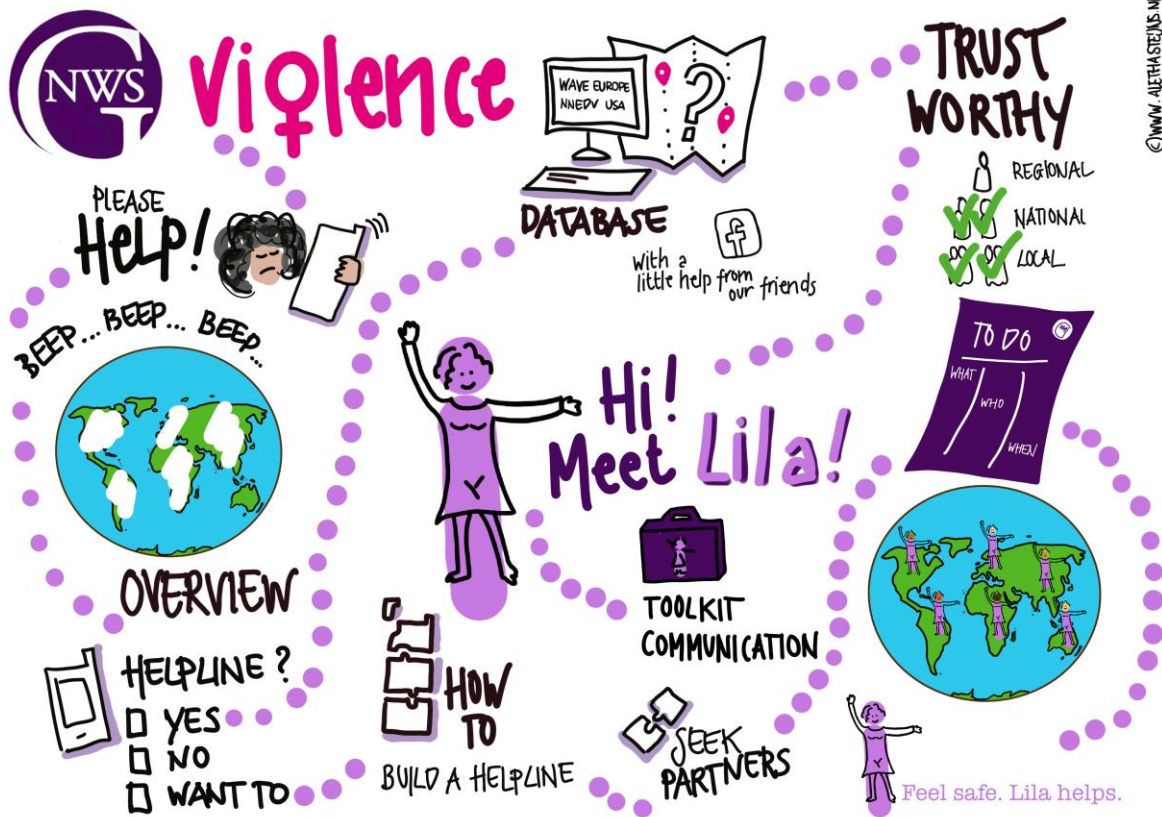 NWS
G
Violence
WAVE EUROPE
NNEDV USA
?
DATABASE
with a
little help from
our friends
f
TRUST
WORTHY
REGIONAL
NATIONAL
LOCAL
PLEASE
HELP!
BEEP... BEEP... BEEP...
OVERVIEW
HELPLINE?
YES
NO
WANT TO
HOW
TO
BUILD A HELPLINE
SEEK
PARTNERS
Hi!
Meet Lila!
TOOLKIT
COMMUNICATION
TO DO
WHAT
WHO
WHEN
Feel safe. Lila helps.